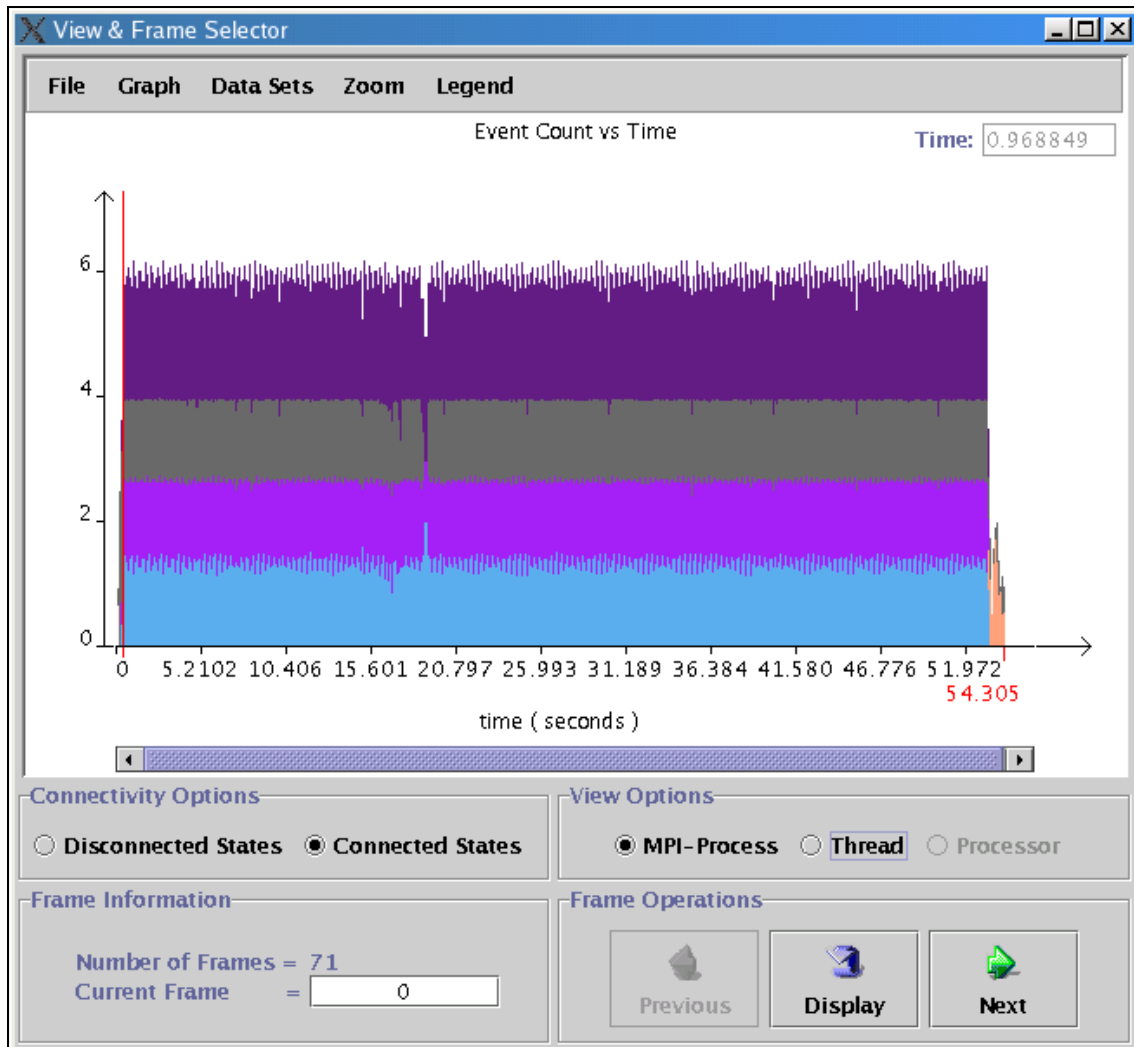 View & Frame Selector
File Graph Data Sets Zoom Legend
Event Count vs Time
Time: 0.968849
6
4
2
0
0 5.2102 10.406 15.601 20.797 25.993 31.189 36.384 41.580 46.776 51.972
54.305
time ( seconds )
Connectivity Options
Disconnected States Connected States
View Options
MPI-Process Thread Processor
Frame Information
Number of Frames = 71
Current Frame = 0
Frame Operations
Previous Display Next